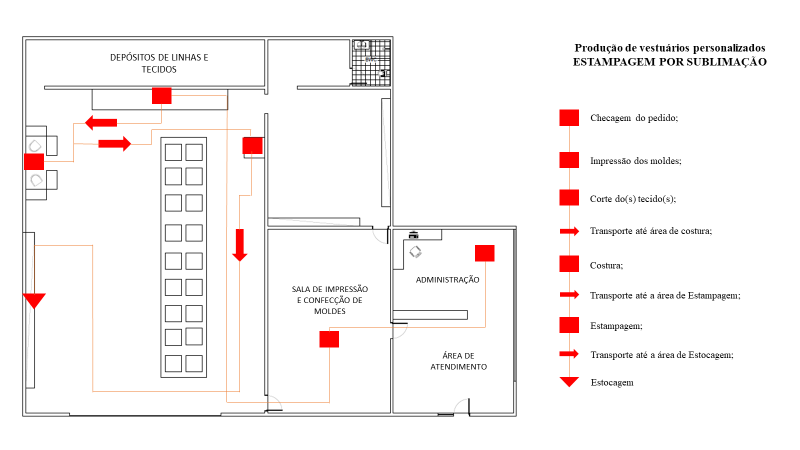 Produção de vestuários personalizados
ESTAMPAGEM POR SUBLIMAÇÃO
DEPÓSITOS DE LINHAS E
TECIDOS
Checagem do pedido;
Impressão dos moldes;
Corte do(s) tecido(s);
Transporte até área de costura;
Costura;
Transporte até a área de Estampagem;
Estampagem;
Transporte até a área de Estocagem;
Estocagem
SALA DE IMPRESSÃO
E CONFECÇÃO DE
MOLDES
ADMINISTRAÇÃO
ÁREA DE
ATENDIMENTO